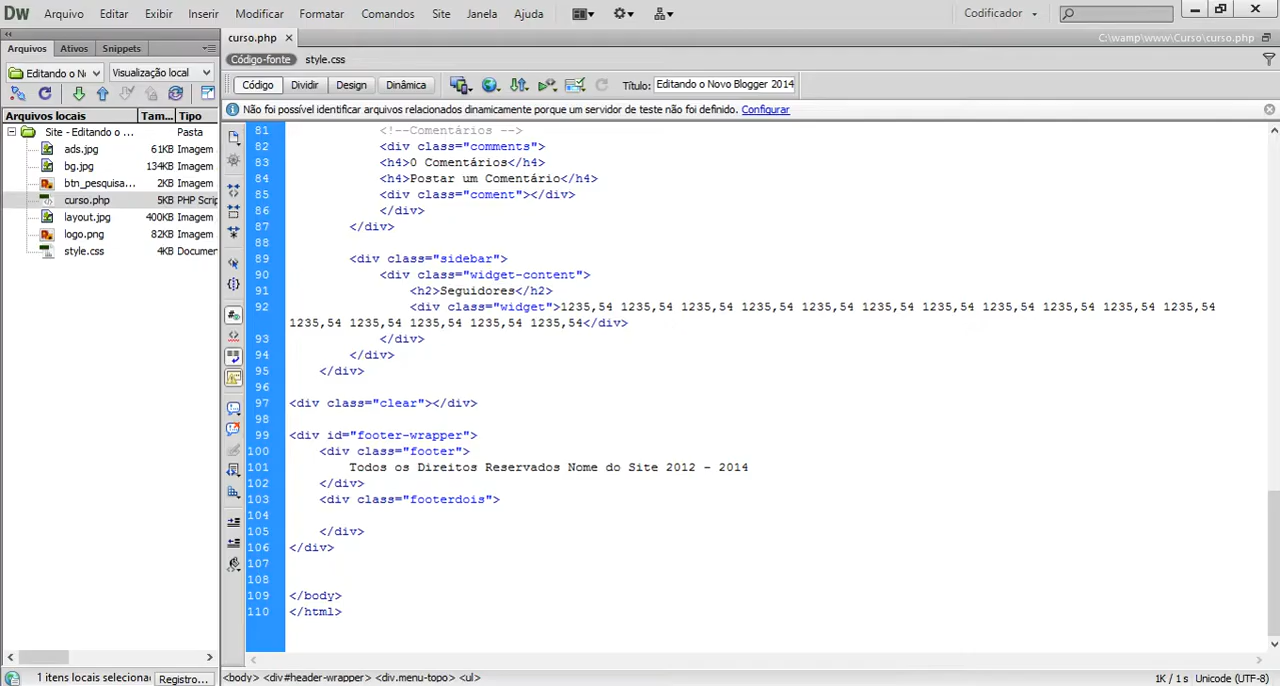 Dw Arquivo Editar Exibir Inserir Modificar Formatar Comandos Site Janela Ajuda Codificador
Arquivos Ativos Snippets
curso.php
C:\wamp\www\Curso\curso.php
Código-fonte style.css
Editando o N Visualização local
Código Dividir Design Dinâmica Título: Editando o Novo Blogger 2014
Não foi possível identificar arquivos relacionados dinamicamente porque um servidor de teste não foi definido. Configurar
Arquivos locais Tam... Tipo
Site - Editando o ... Pasta
ads.jpg 61KB Imagem
bg.jpg 134KB Imagem
btn_pesquisa... 2KB Imagem
curso.php 5KB PHP Scrip
layout.jpg 400KB Imagem
logo.png 82KB Imagem
style.css 4KB Documer
81 <!--Comentários -->
82 <div class="comments">
83 <h4>0 Comentários</h4>
84 <h4>Postar um Comentário</h4>
85 <div class="coment"></div>
86 </div>
87 </div>
88
89 <div class="sidebar">
90 <div class="widget-content">
91 <h2>Seguidores</h2>
92 <div class="widget">1235,54 1235,54 1235,54 1235,54 1235,54 1235,54 1235,54 1235,54 1235,54 1235,54 1235,54
1235,54 1235,54 1235,54 1235,54 1235,54</div>
93 </div>
94 </div>
95 </div>
96
97 <div class="clear"></div>
98
99 <div id="footer-wrapper">
100 <div class="footer">
101 Todos os Direitos Reservados Nome do Site 2012 - 2014
102 </div>
103 <div class="footerdois">
104
105 </div>
106 </div>
107
108
109 </body>
110 </html>
1 itens locais seleciona Registro... <body> <div#header-wrapper> <div.menu-topo> <ul> 1K / 1 s Unicode (UTF-8)